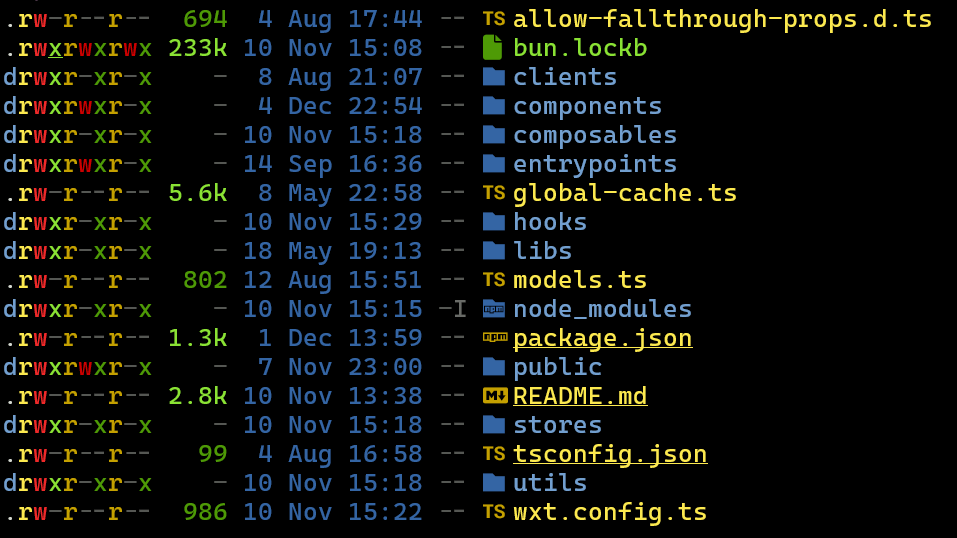 .rw-r--r-- 694 4 Aug 17:44 -- TS allow-fallthrough-props.d.ts
.rwxrwxrwx 233k 10 Nov 15:08 -- bun.lockb
drwxr-xr-x - 8 Aug 21:07 -- clients
drwxrwxr-x - 4 Dec 22:54 -- components
drwxr-xr-x - 10 Nov 15:18 -- composables
drwxrwxr-x - 14 Sep 16:36 -- entrypoints
.rw-r--r-- 5.6k 8 May 22:58 -- TS global-cache.ts
drwxr-xr-x - 10 Nov 15:29 -- hooks
drwxr-xr-x - 18 May 19:13 -- libs
.rw-r--r-- 802 12 Aug 15:51 -- TS models.ts
drwxr-xr-x - 10 Nov 15:15 -I npm node_modules
.rw-r--r-- 1.3k 1 Dec 13:59 -- npm package.json
drwxrwxr-x - 7 Nov 23:00 -- public
.rw-r--r-- 2.8k 10 Nov 13:38 -- M README.md
drwxr-xr-x - 10 Nov 15:18 -- stores
.rw-r--r-- 99 4 Aug 16:58 -- TS tsconfig.json
drwxr-xr-x - 10 Nov 15:18 -- utils
.rw-r--r-- 986 10 Nov 15:22 -- TS wxt.config.ts